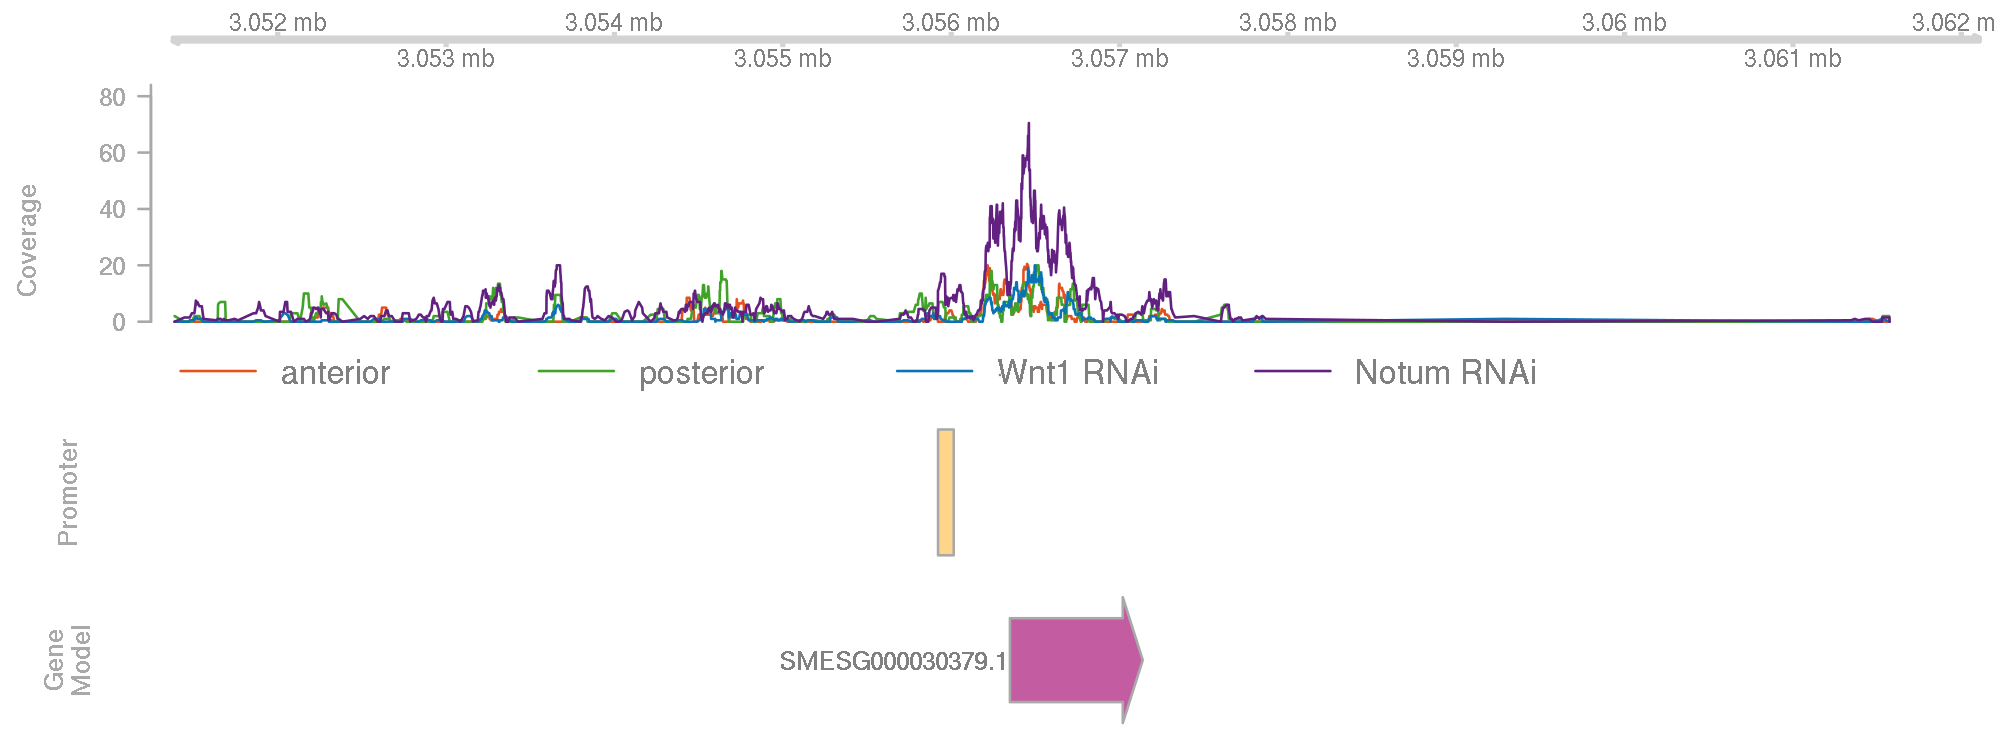 3.052 mb 3.054 mb 3.056 mb 3.058 mb 3.06 mb 3.062 m
3.053 mb 3.055 mb 3.057 mb 3.059 mb 3.061 mb
80
60
40
20
0
Coverage
anterior posterior Wnt1 RNAi Notum RNAi
Promoter
Gene
Model
SMESG000030379.1